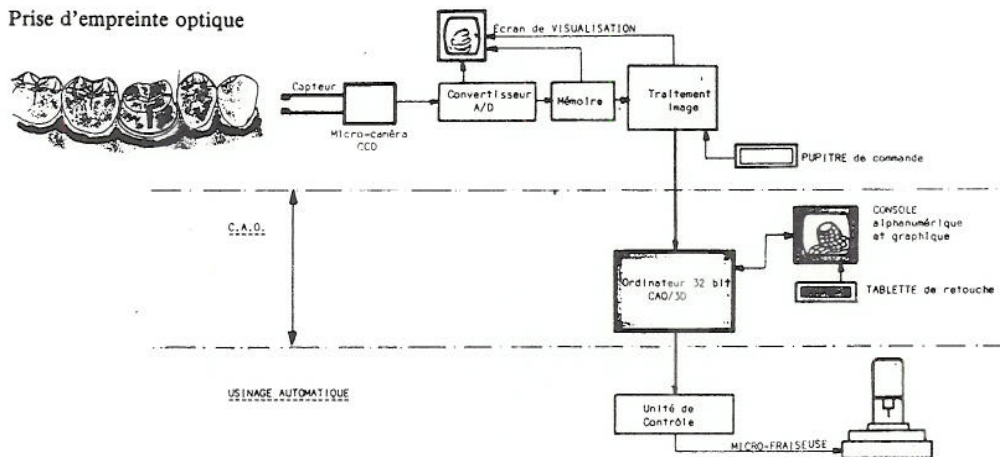 Prise d'empreinte optique
Ecran de VISUALISATION
Capteur
Micro-caméra
CCD
Convertisseur
A/D
Mémoire
Traitement
Image
PUPITRE de commande
C.A.O.
CONSOLE
alphanumérique
et graphique
Ordinateur 32 bit
CAO/3D
TABLETTE de retouche
USINAGE AUTOMATIQUE
Unité de
Contrôle
MICRO-FRAISEUSE